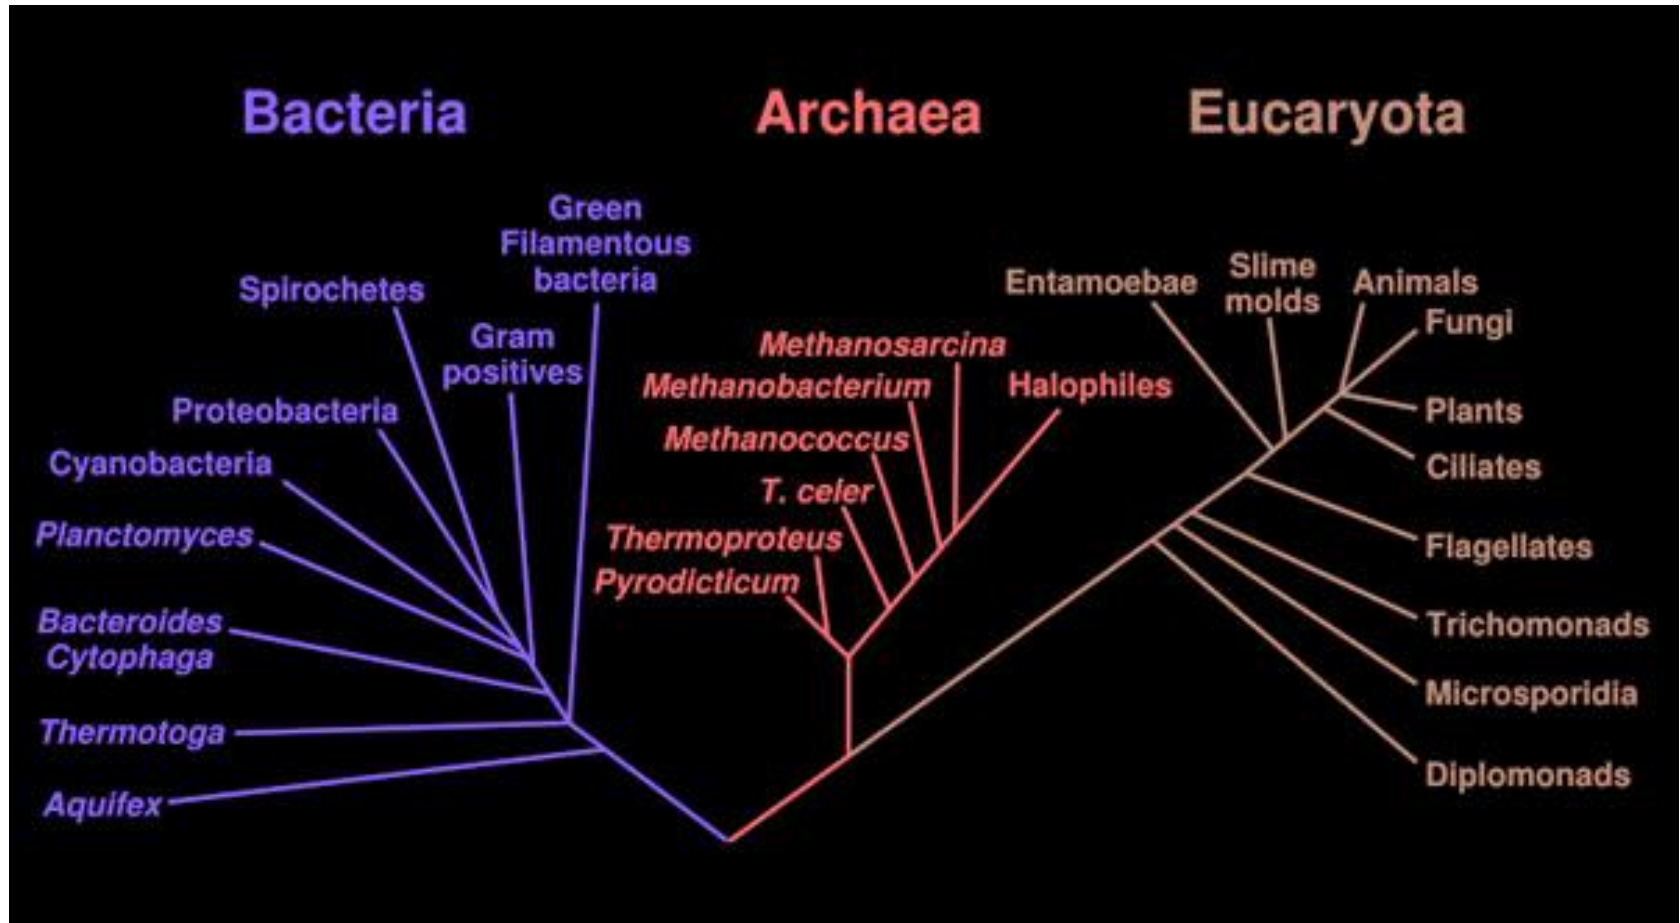 Bacteria
Archaea
Eucaryota
Green
Filamentous
bacteria
Spirochetes
Gram
positives
Proteobacteria
Cyanobacteria
Planctomyces
Bacteroides
Cytophaga
Thermotoga
Aquifex
Methanosarcina
Methanobacterium
Halophiles
Methanococcus
T. celer
Thermoproteus
Pyrodicticum
Entamoebae
Slime
molds
Animals
Fungi
Plants
Ciliates
Flagellates
Trichomonads
Microsporidia
Diplomonads